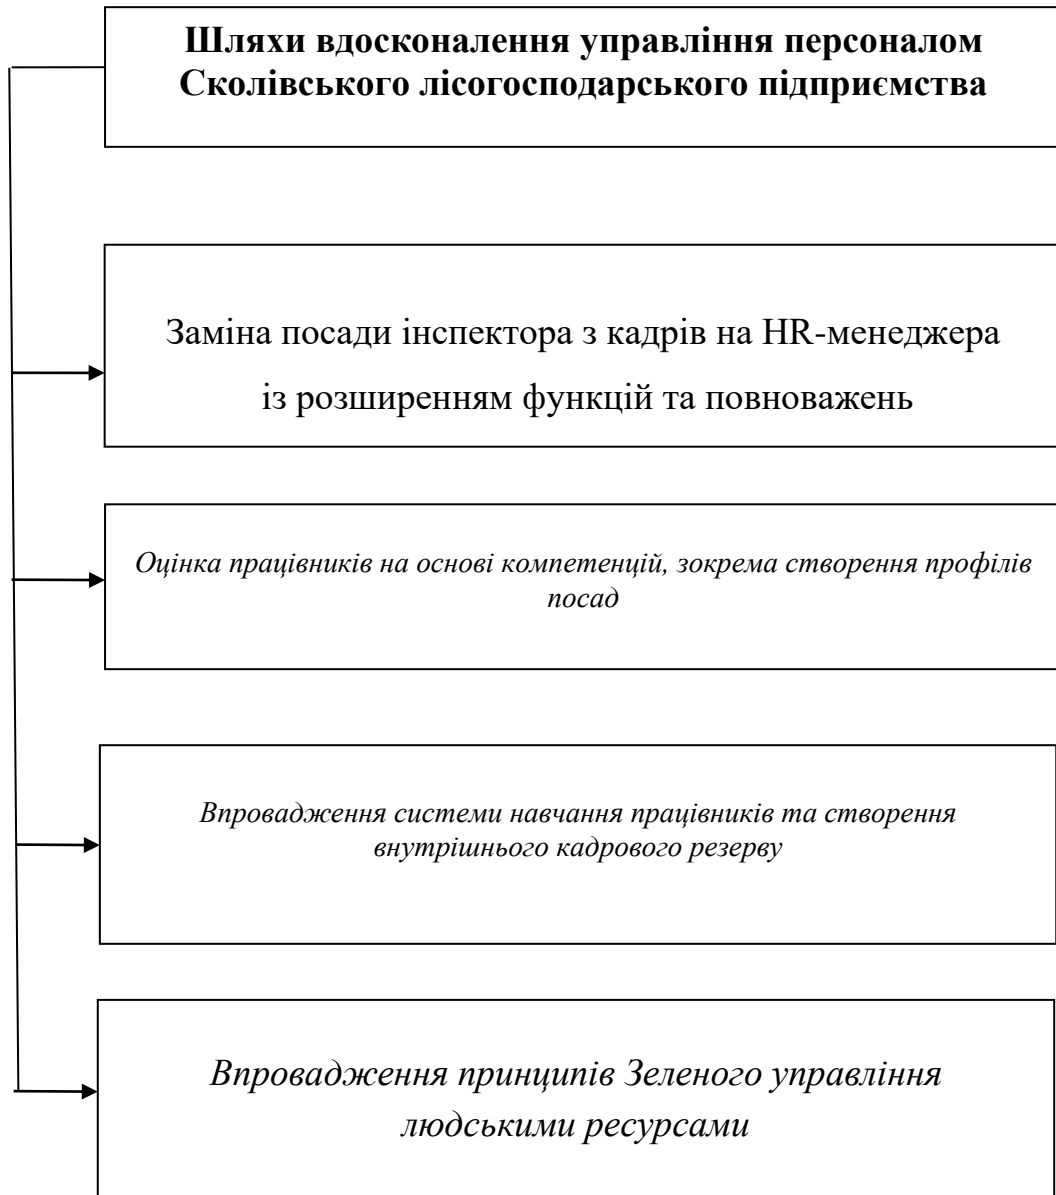 Шляхи вдосконалення управління персоналом
Сколівського лісогосподарського підприємства
Заміна посади інспектора з кадрів на HR-менеджера
із розширенням функцій та повноважень
Оцінка працівників на основі компетенцій, зокрема створення профілів
посад
Впровадження системи навчання працівників та створення
внутрішнього кадрового резерву
Впровадження принципів Зеленого управління
людськими ресурсами